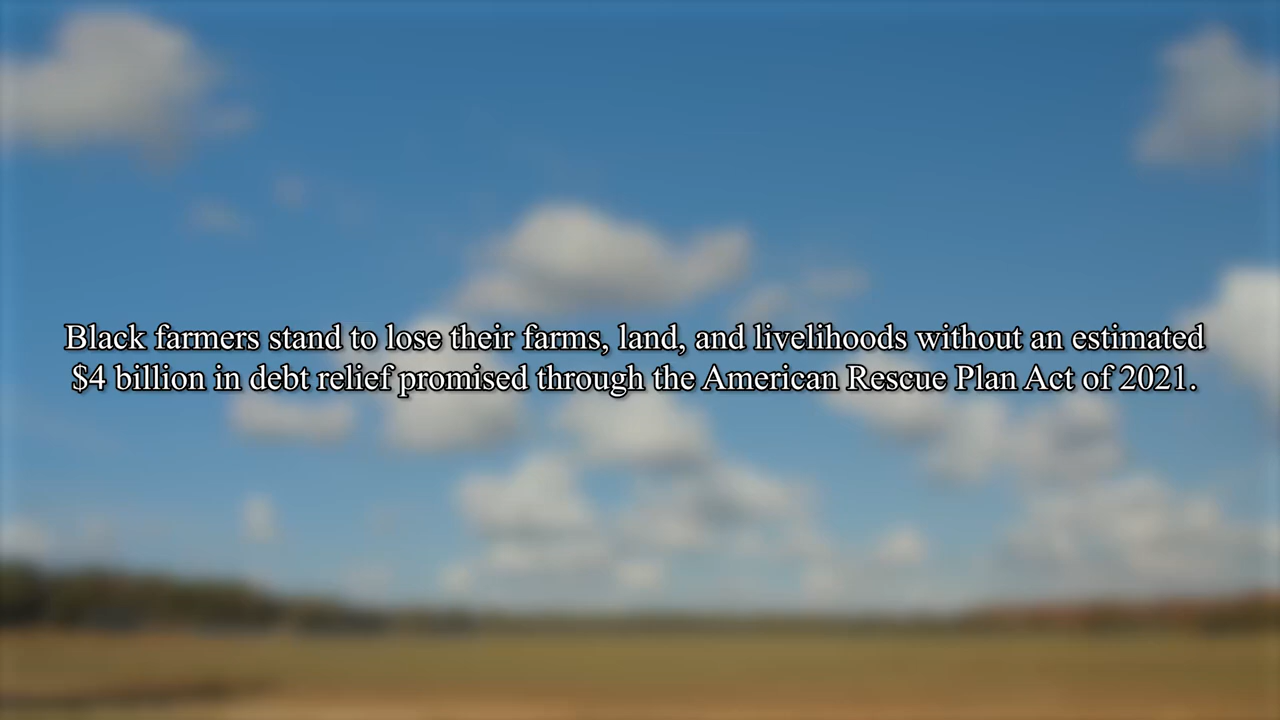 Black farmers stand to lose their farms, land, and livelihoods without an estimated
$4 billion in debt relief promised through the American Rescue Plan Act of 2021.